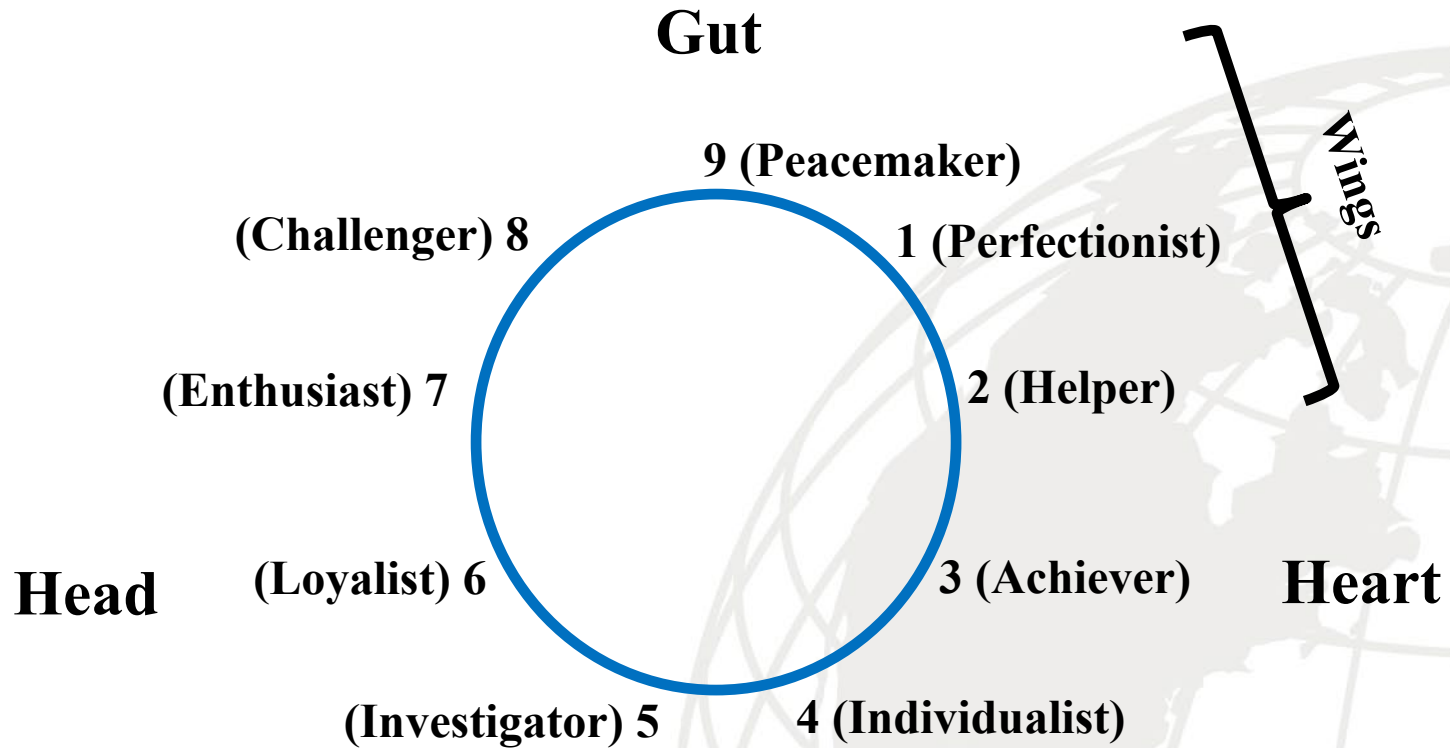 Gut
Wings
9 (Peacemaker)
(Challenger) 8
1 (Perfectionist)
(Enthusiast) 7
2 (Helper)
Head
(Loyalist) 6
3 (Achiever)
Heart
(Investigator) 5
4 (Individualist)